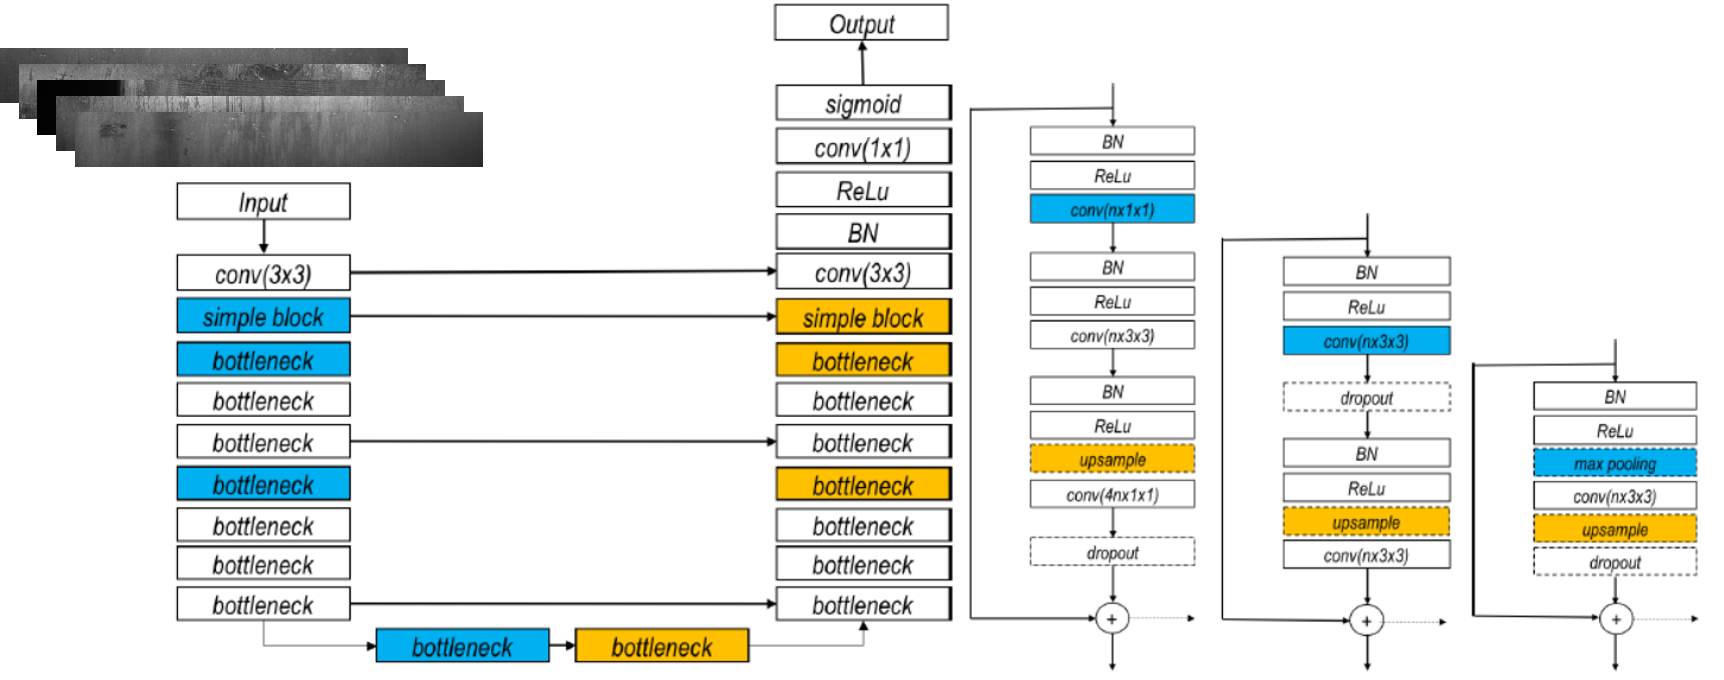 Input
conv(3x3)
simple block
bottleneck
bottleneck
bottleneck
bottleneck
bottleneck
bottleneck
bottleneck
bottleneck
bottleneck
Output
sigmoid
conv(1x1)
ReLu
BN
conv(3x3)
simple block
bottleneck
bottleneck
bottleneck
bottleneck
bottleneck
bottleneck
bottleneck
BN
ReLu
conv(nx1x1)
BN
ReLu
conv(nx3x3)
BN
ReLu
upsample
conv(4nx1x1)
dropout
+
BN
ReLu
conv(nx3x3)
dropout
BN
ReLu
upsample
conv(nx3x3)
+
BN
ReLu
max pooling
conv(nx3x3)
upsample
dropout
+